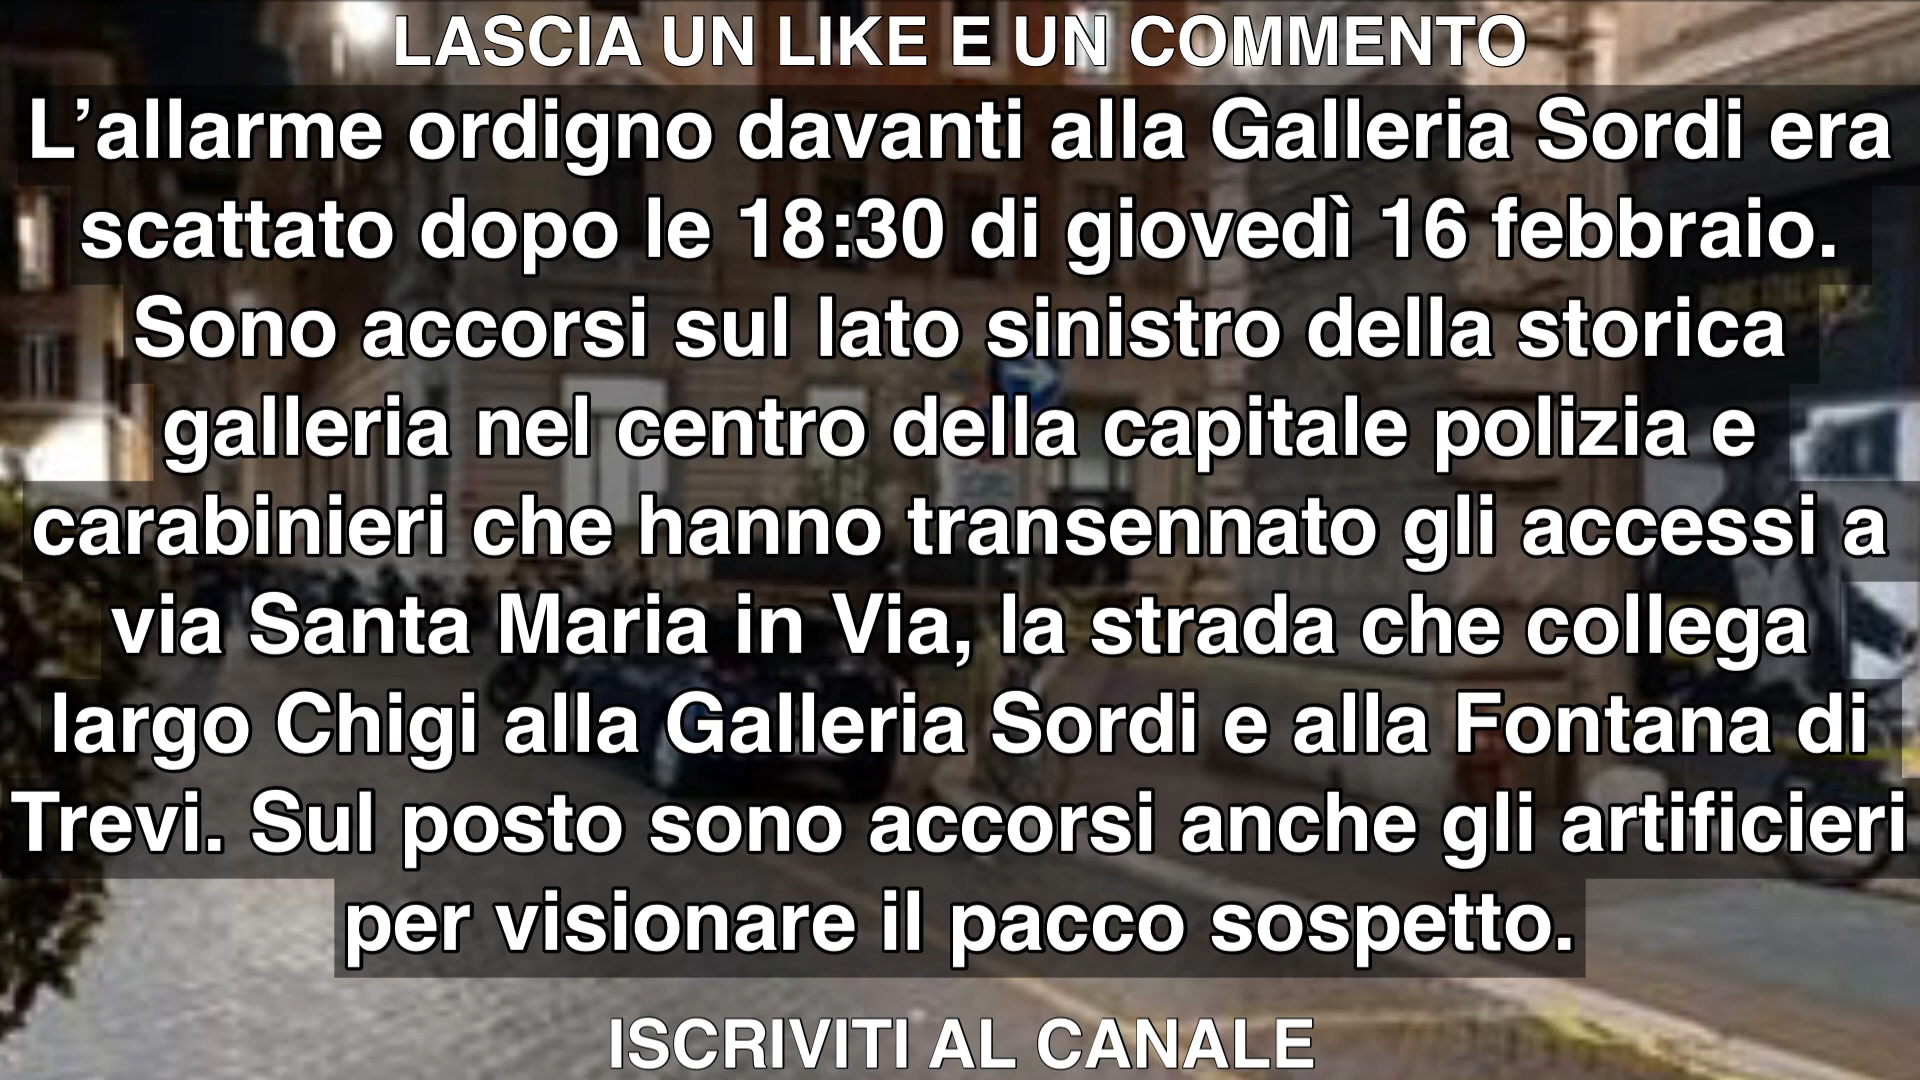 LASCIA UN LIKE E UN COMMENTO
L’allarme ordigno davanti alla Galleria Sordi era
scattato dopo le 18:30 di giovedì 16 febbraio.
Sono accorsi sul lato sinistro della storica
galleria nel centro della capitale polizia e
carabinieri che hanno transennato gli accessi a
via Santa Maria in Via, la strada che collega
largo Chigi alla Galleria Sordi e alla Fontana di
Trevi. Sul posto sono accorsi anche gli artificieri
per visionare il pacco sospetto.
ISCRIVITI AL CANALE